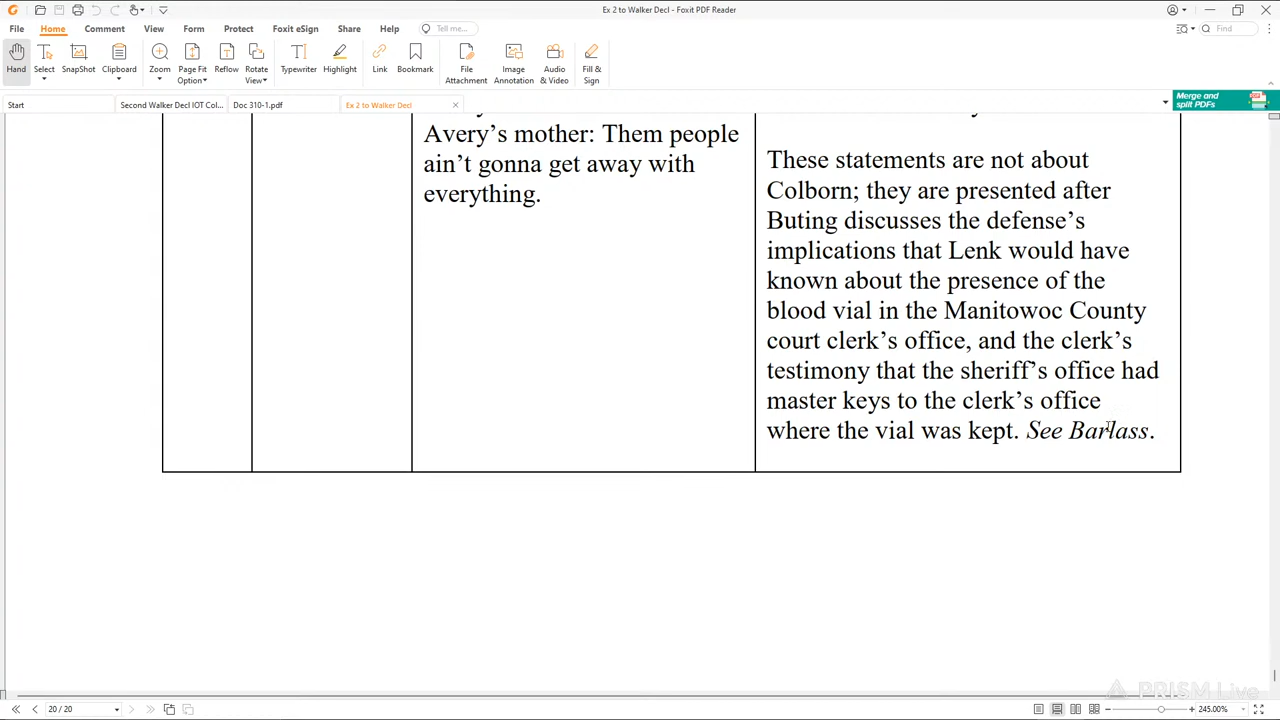 Ex 2 to Walker Decl - Foxit PDF Reader
File Home Comment View Form Protect Foxit eSign Share Help Tell me... Find
Hand Select SnapShot Clipboard Zoom Page Fit Option Reflow Rotate View Typewriter Highlight Link Bookmark File Attachment Image Annotation Audio & Video Fill & Sign
Start Second Walker Decl IOT Col... Doc 310-1.pdf Ex 2 to Walker Decl
Merge and
split PDFs
Avery's mother: Them people
ain't gonna get away with
everything.
These statements are not about
Colborn; they are presented after
Buting discusses the defense's
implications that Lenk would have
known about the presence of the
blood vial in the Manitowoc County
court clerk's office, and the clerk's
testimony that the sheriff's office had
master keys to the clerk's office
where the vial was kept. See Barlass.
PRISM Live
20 / 20 245.00%